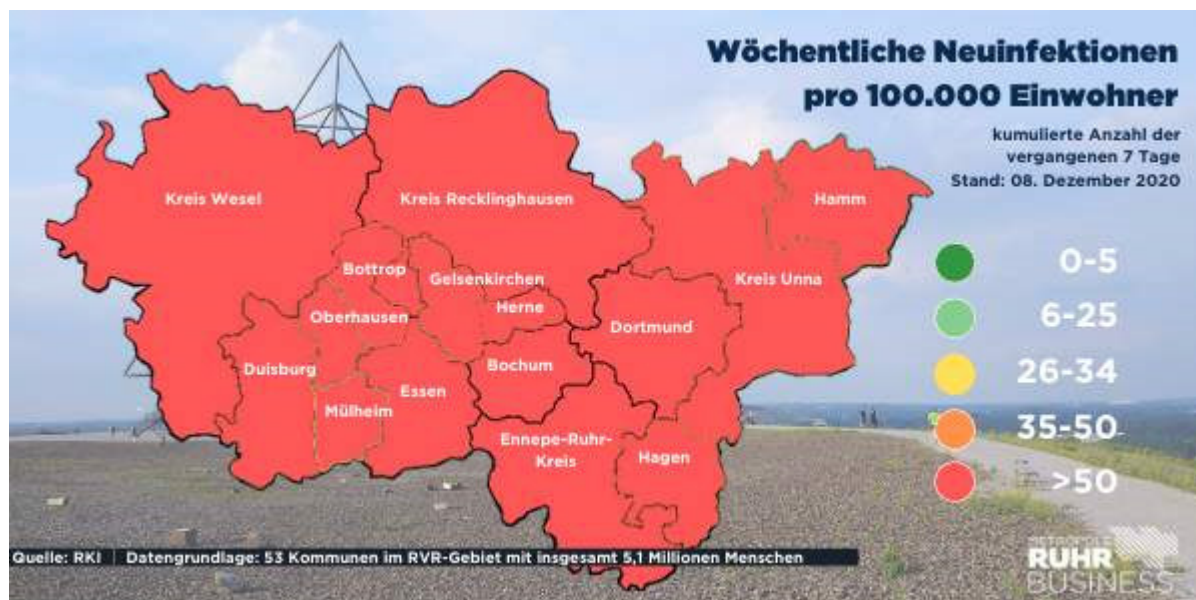 Wöchentliche Neuinfektionen
pro 100.000 Einwohner
kumulierte Anzahl der
vergangenen 7 Tage
Stand: 08. Dezember 2020
Kreis Wesel
Kreis Recklinghausen
Hamm
Bottrop
Gelsenkirchen
Kreis Unna
Herne
Oberhausen
Dortmund
Duisburg
Bochum
Essen
Mülheim
Ennepe-Ruhr-
Kreis
Hagen
0-5
6-25
26-34
35-50
>50
Quelle: RKI | Datengrundlage: 53 Kommunen im RVR-Gebiet mit insgesamt 5,1 Millionen Menschen
METROPOLE
RUHR
BUSINESS